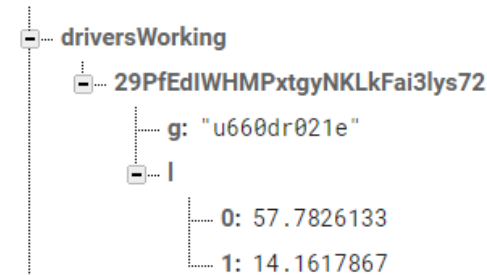 driversWorking
29PfEdIWHMPxtgyNKLkFai3lys72
g: "u660dr021e"
l
0: 57.7826133
1: 14.1617867